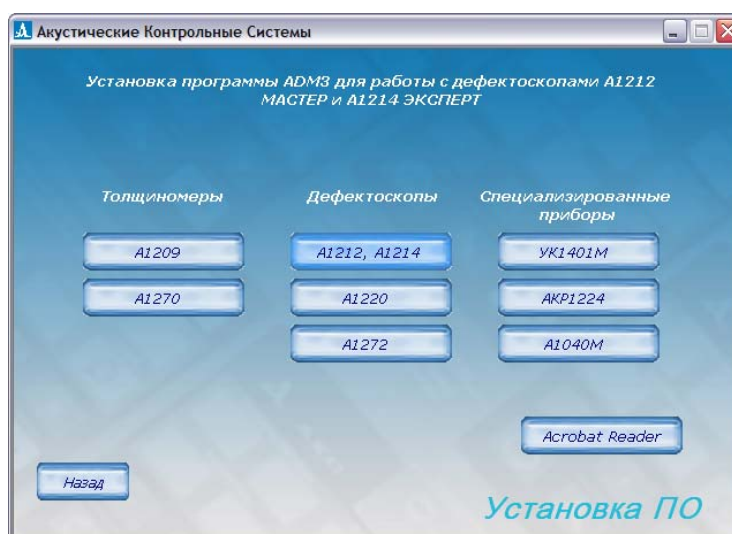 Акустические Контрольные Системы
Установка программы ADM3 для работы с дефектоскопами А1212
МАСТЕР и А1214 ЭКСПЕРТ
Толщиномеры
Дефектоскопы
Специализированные
приборы
А1209
А1212, А1214
УК1401М
А1270
А1220
АКР1224
А1272
А1040М
Acrobat Reader
Назад
Установка ПО